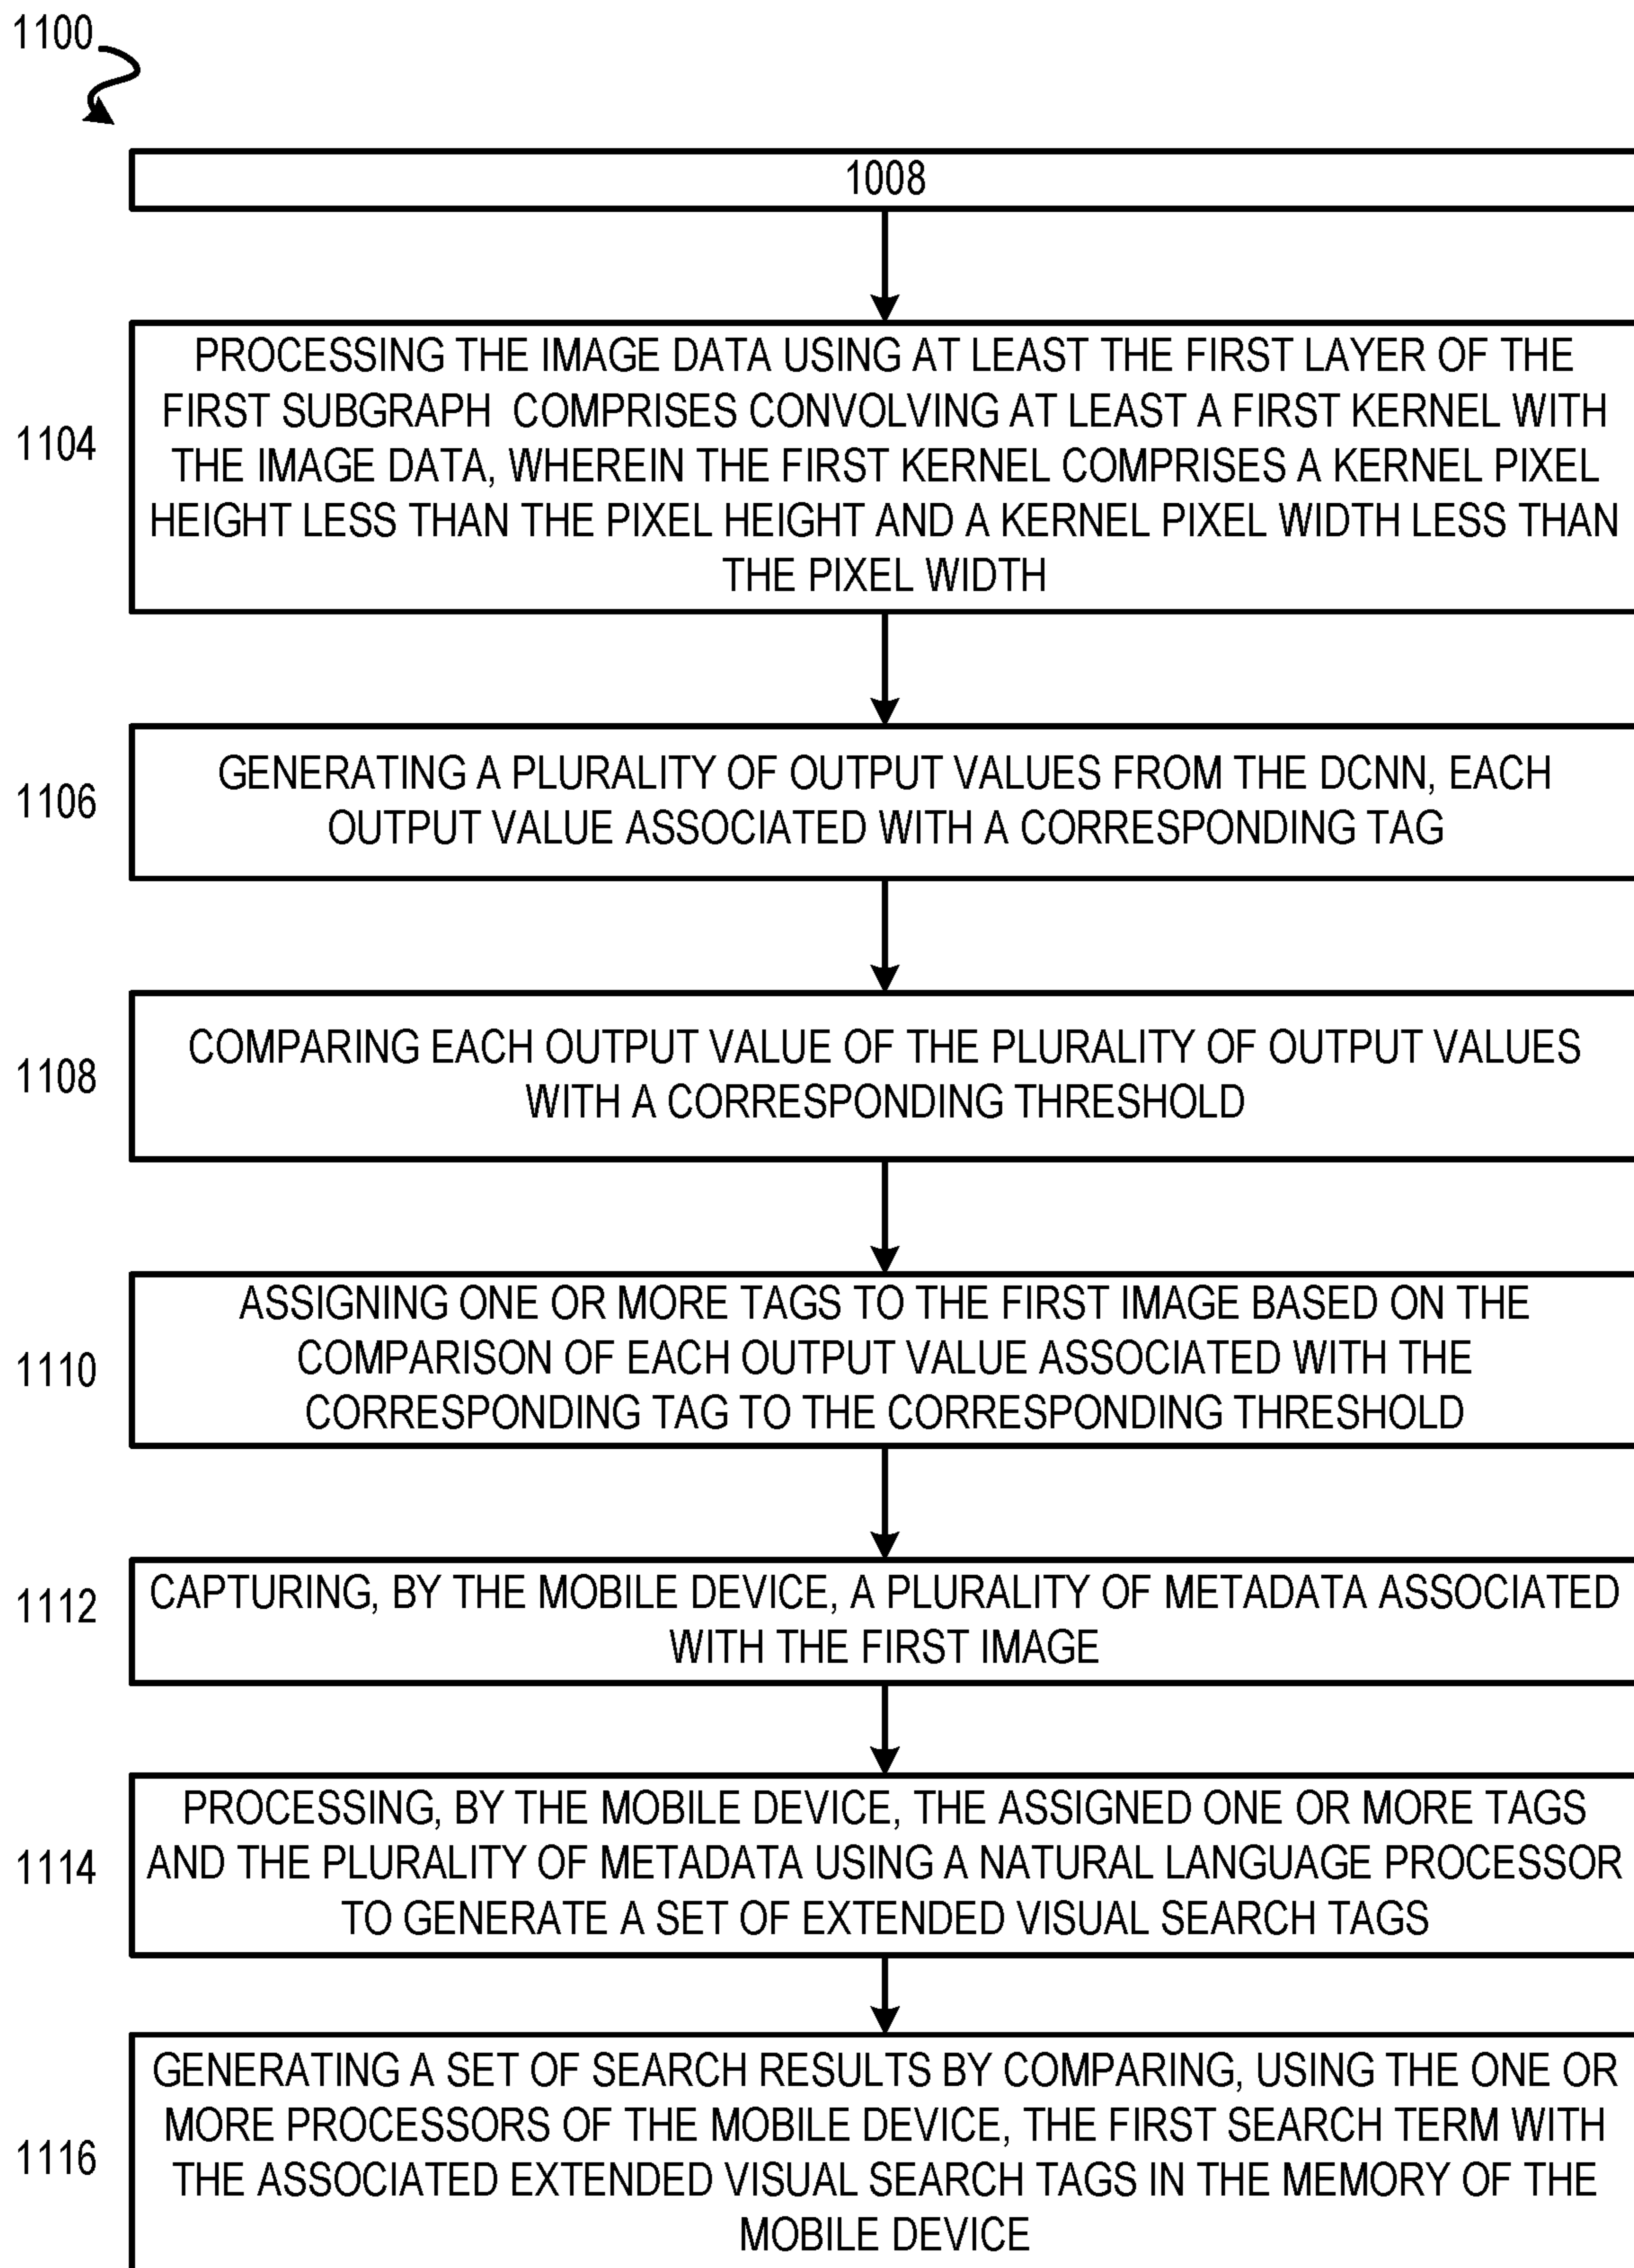 1100
1008
1104
PROCESSING THE IMAGE DATA USING AT LEAST THE FIRST LAYER OF THE
FIRST SUBGRAPH COMPRISES CONVOLVING AT LEAST A FIRST KERNEL WITH
THE IMAGE DATA, WHEREIN THE FIRST KERNEL COMPRISES A KERNEL PIXEL
HEIGHT LESS THAN THE PIXEL HEIGHT AND A KERNEL PIXEL WIDTH LESS THAN
THE PIXEL WIDTH
1106
GENERATING A PLURALITY OF OUTPUT VALUES FROM THE DCNN, EACH
OUTPUT VALUE ASSOCIATED WITH A CORRESPONDING TAG
1108
COMPARING EACH OUTPUT VALUE OF THE PLURALITY OF OUTPUT VALUES
WITH A CORRESPONDING THRESHOLD
1110
ASSIGNING ONE OR MORE TAGS TO THE FIRST IMAGE BASED ON THE
COMPARISON OF EACH OUTPUT VALUE ASSOCIATED WITH THE
CORRESPONDING TAG TO THE CORRESPONDING THRESHOLD
1112
CAPTURING, BY THE MOBILE DEVICE, A PLURALITY OF METADATA ASSOCIATED
WITH THE FIRST IMAGE
1114
PROCESSING, BY THE MOBILE DEVICE, THE ASSIGNED ONE OR MORE TAGS
AND THE PLURALITY OF METADATA USING A NATURAL LANGUAGE PROCESSOR
TO GENERATE A SET OF EXTENDED VISUAL SEARCH TAGS
1116
GENERATING A SET OF SEARCH RESULTS BY COMPARING, USING THE ONE OR
MORE PROCESSORS OF THE MOBILE DEVICE, THE FIRST SEARCH TERM WITH
THE ASSOCIATED EXTENDED VISUAL SEARCH TAGS IN THE MEMORY OF THE
MOBILE DEVICE